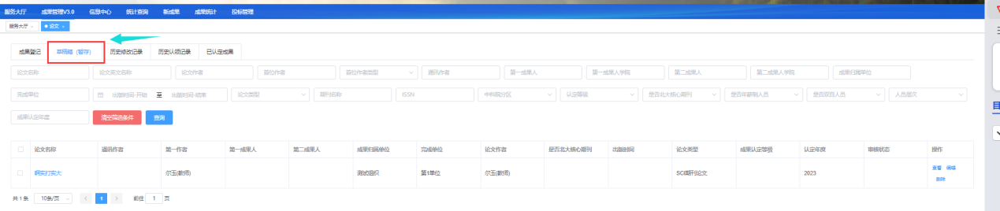 服务大厅 成果管理V3.0 信息中心 统计查询 新成果 成果统计 投标管理
服务大厅 × 论文 ×
成果登记 草稿箱（暂存） 历史修改记录 历史认领记录 已认定成果
论文名称 论文英文名称 论文作者 首位作者 首位作者类型 通讯作者 第一成果人 第一成果人学院 第二成果人 第二成果人学院 成果归属单位
完成单位 出版时间-开始 至 出版时间-结束 论文类型 期刊名称 ISSN 中科院分区 认定等级 是否北大核心期刊 是否年薪制人员 是否双百人员 人员层次
成果认定年度 清空筛选条件 查询
论文名称 通讯作者 第一作者 第一成果人 第二成果人 成果归属单位 完成单位 论文作者 是否北大核心期刊 出版时间 论文类型 成果认定等级 认定年度 审核状态 操作
啊实打实大 尔玉(教师) 测试组织 第1单位 尔玉(教师) SCI期刊论文 2023 查看 编辑
删除
共 1 条 10条/页 1 前往 1 页